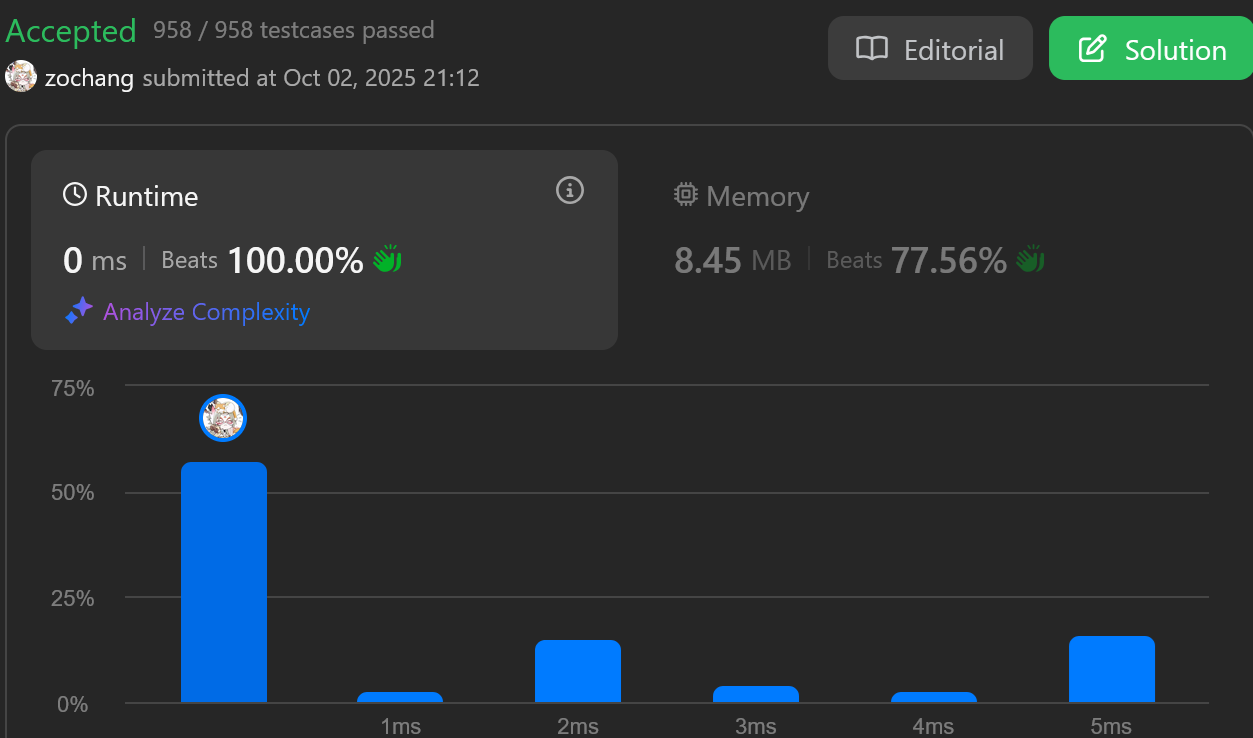 Accepted 958 / 958 testcases passed
Editorial
Solution
zochang submitted at Oct 02, 2025 21:12
Runtime
0 ms | Beats 100.00%
Analyze Complexity
Memory
8.45 MB | Beats 77.56%
75%
50%
25%
0%
1ms 2ms 3ms 4ms 5ms